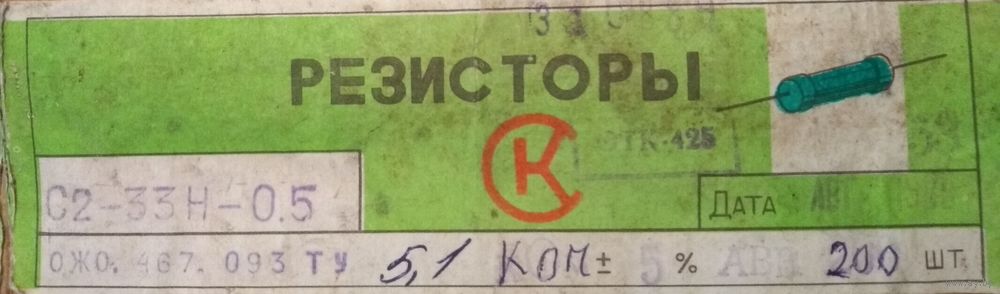 РЕЗИСТОРЫ
К
ОТК-425
С2-33Н-0.5
ДАТА
ОЖО. 467. 093 ТУ 5,1 КОМ ± 5 % 200 ШТ.